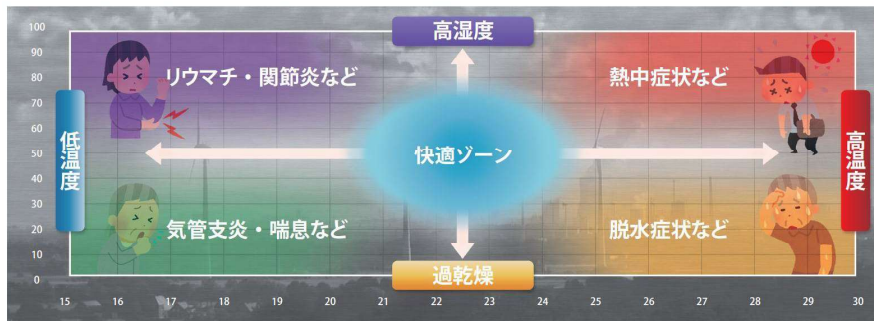 高湿度
リウマチ・関節炎など
熱中症状など
低温度
快適ゾーン
高温度
気管支炎・喘息など
脱水症状など
過乾燥
100
90
80
70
60
50
40
30
20
10
0
15 16 17 18 19 20 21 22 23 24 25 26 27 28 29 30